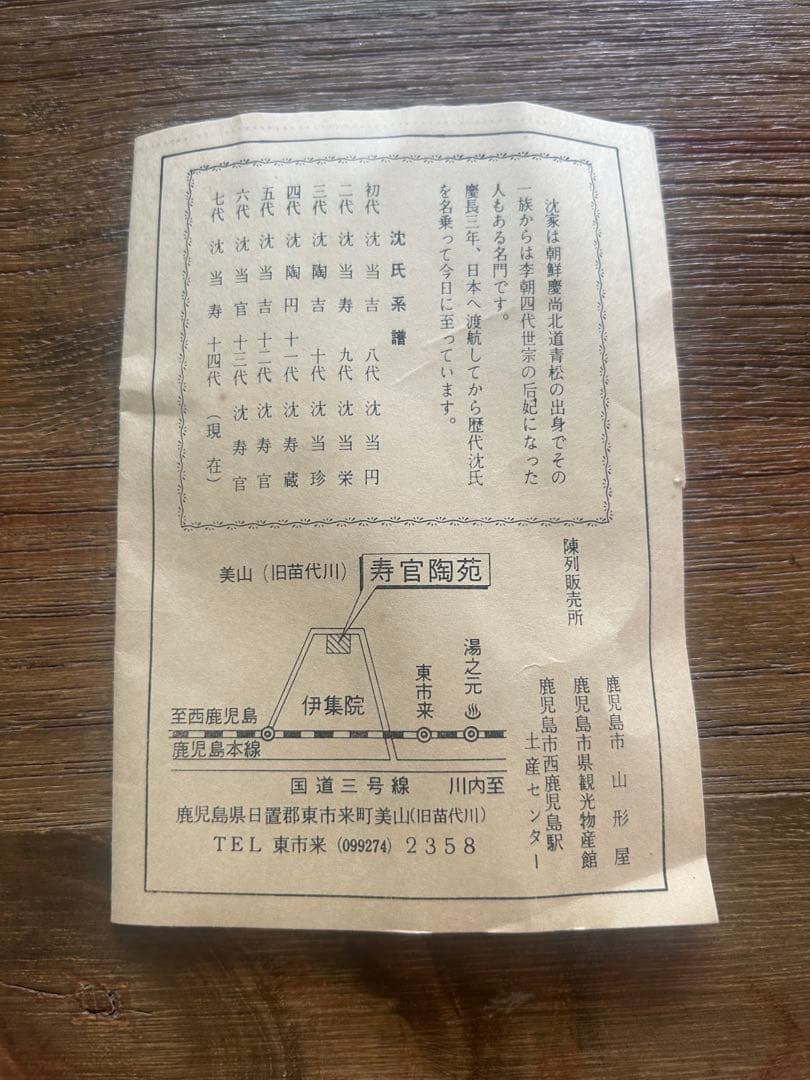 沈家は朝鮮慶尚北道青松の出身でその
一族からは李朝四代世宗の后妃になった
人もある名門です。
慶長三年、日本へ渡航してから歴代沈氏
を名乗って今日に至っています。
沈氏系譜
初代 沈当吉 八代 沈当円
二代 沈当寿 九代 沈当栄
三代 沈陶吉 十代 沈当珍
四代 沈陶円 十一代 沈寿蔵
五代 沈当吉 十二代 沈寿官
六代 沈当官 十三代 沈寿官
七代 沈当寿 十四代 (現在)
陳列販売所
鹿児島市 山形屋
鹿児島市県観光物産館
鹿児島市西鹿児島駅
土産センター
寿官陶苑
美山(旧苗代川)
湯之元♨
東市来
伊集院
至西鹿児島
鹿児島本線
国道三号線 川内至
鹿児島県日置郡東市来町美山(旧苗代川)
TEL 東市来 (099274) 2358